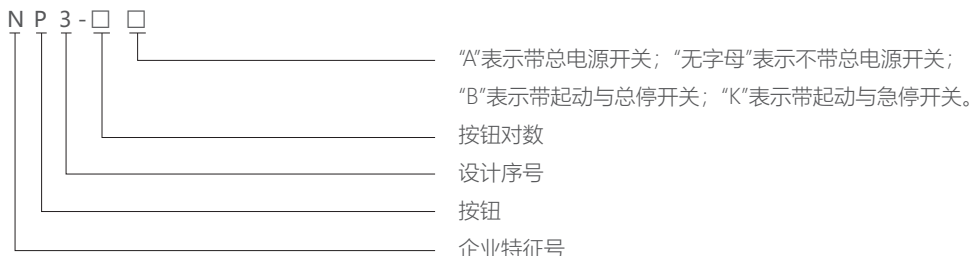 N P 3 - □ □
“A”表示带总电源开关；“无字母”表示不带总电源开关；
“B”表示带起动与总停开关；“K”表示带起动与急停开关。
按钮对数
设计序号
按钮
企业特征号